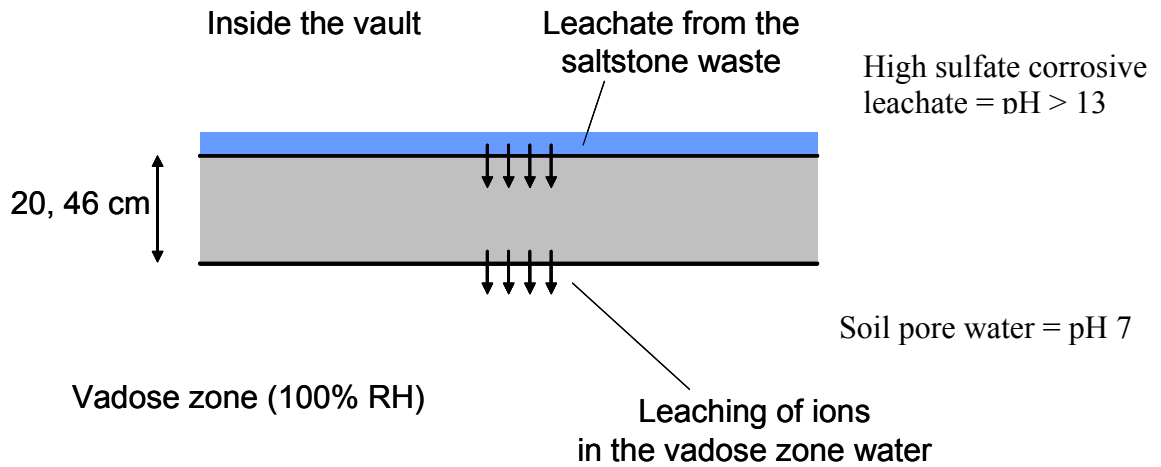 Inside the vault
Leachate from the
saltstone waste
High sulfate corrosive
leachate = pH > 13
20, 46 cm
Soil pore water = pH 7
Vadose zone (100% RH)
Leaching of ions
in the vadose zone water